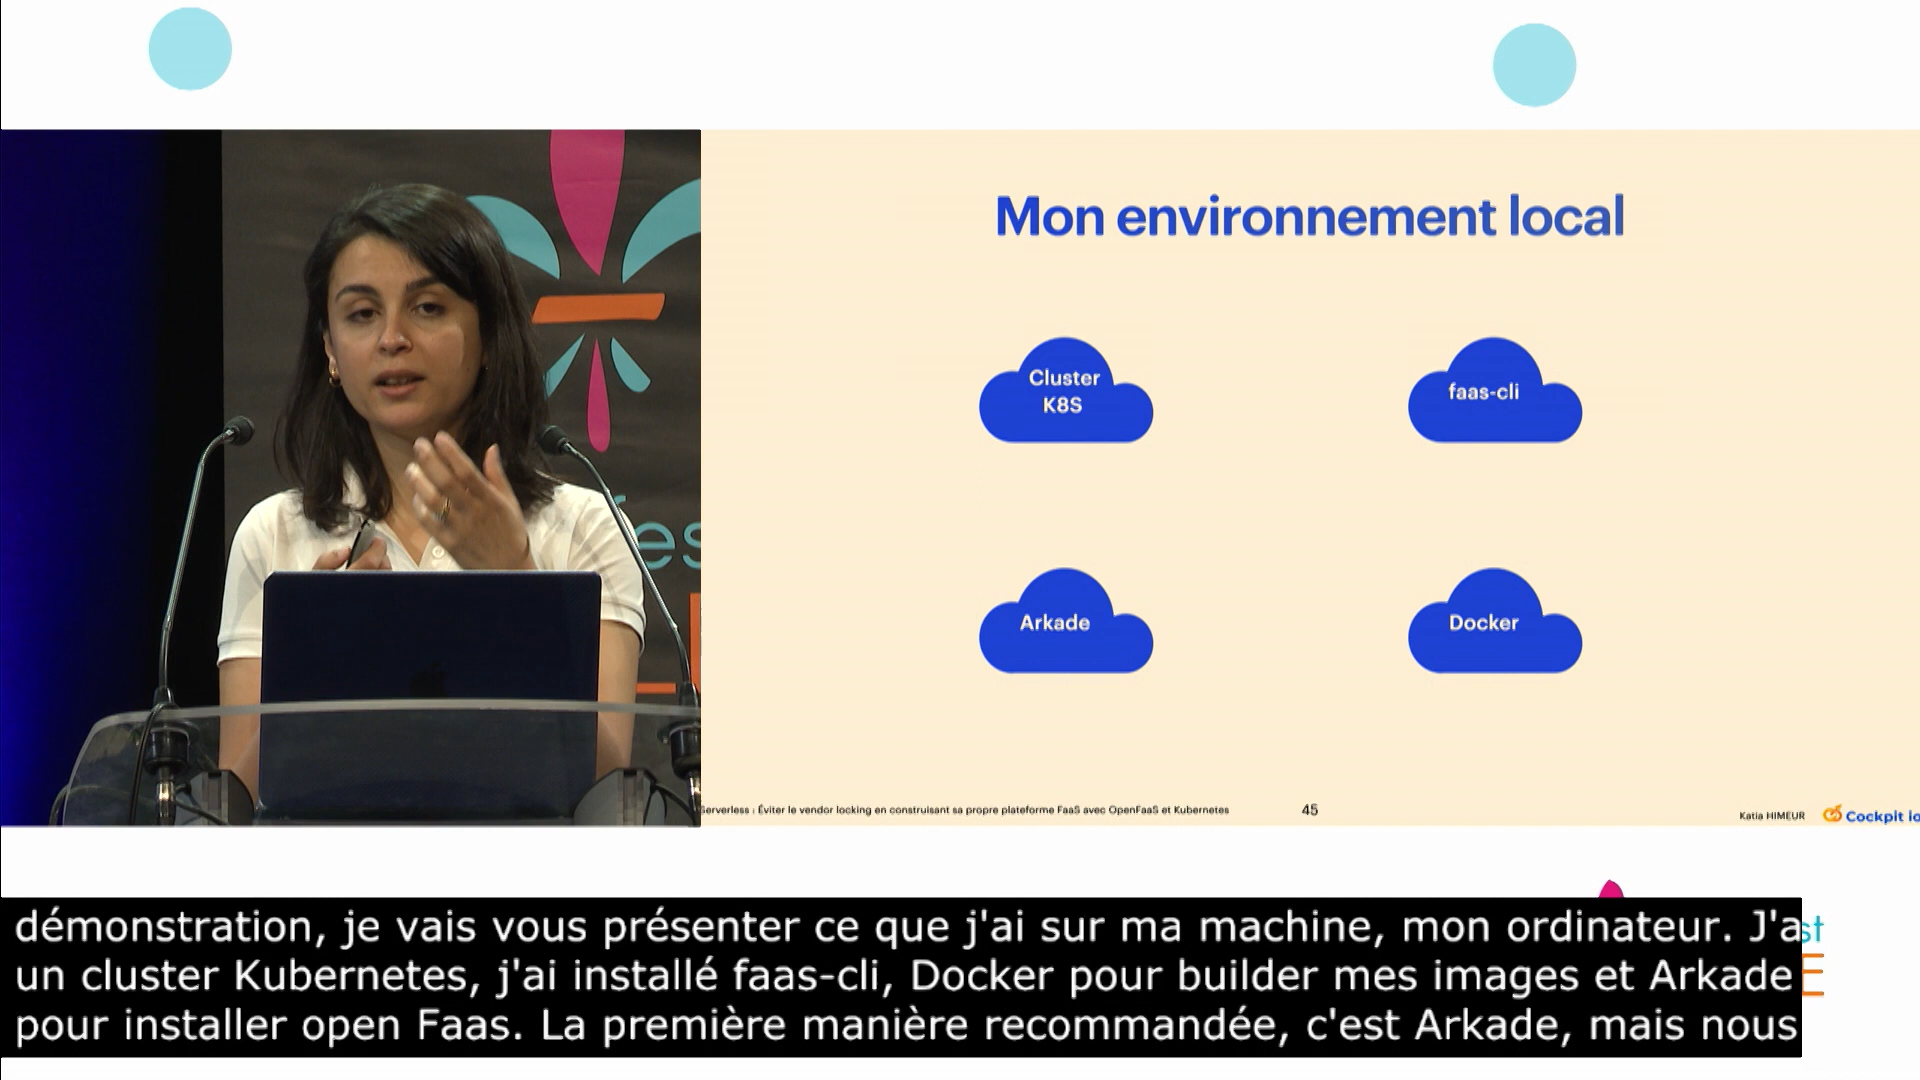 Mon environnement local
Cluster
K8S
faas-cli
Arkade
Docker
Serverless : Éviter le vendor locking en construisant sa propre plateforme FaaS avec OpenFaaS et Kubernetes
45
Katia HIMEUR
Cockpit io
es
st
démonstration, je vais vous présenter ce que j'ai sur ma machine, mon ordinateur. J'a
un cluster Kubernetes, j'ai installé faas-cli, Docker pour builder mes images et Arkade
pour installer open Faas. La première manière recommandée, c'est Arkade, mais nous